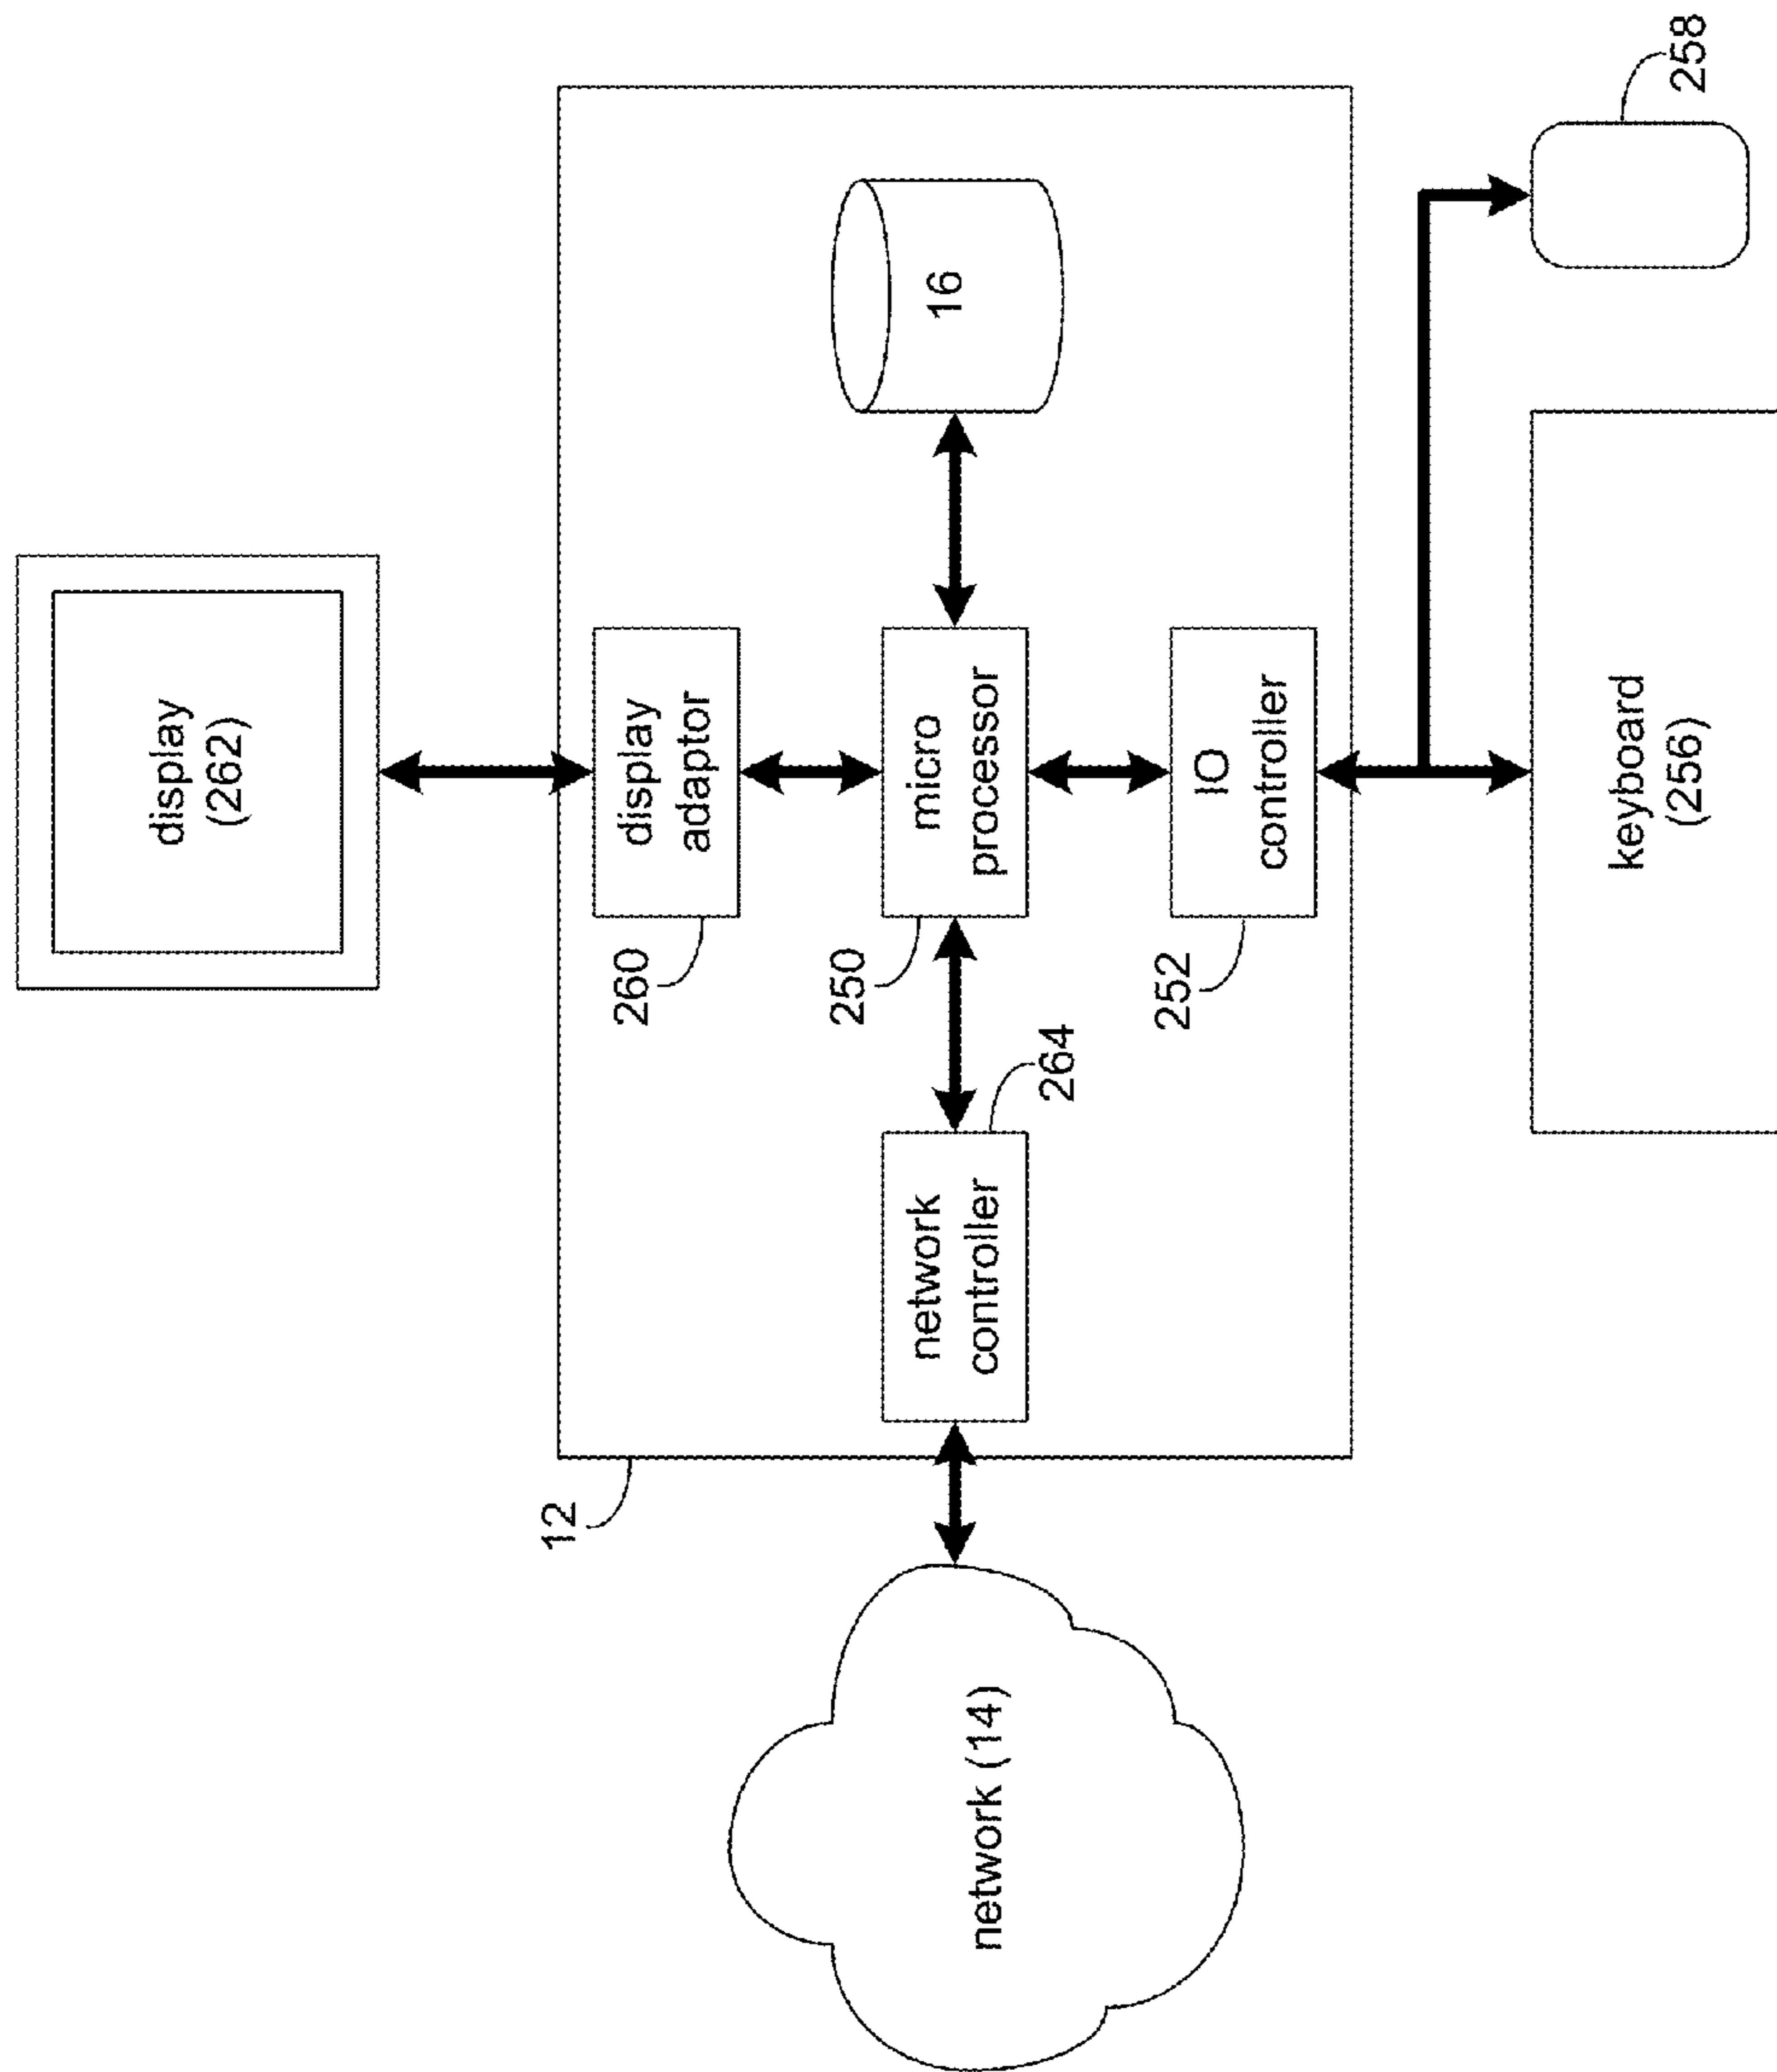 display
(262)
display
adaptor
260
micro
processor
250
16
network
controller
264
IO
controller
252
12
network (14)
keyboard
(256)
258